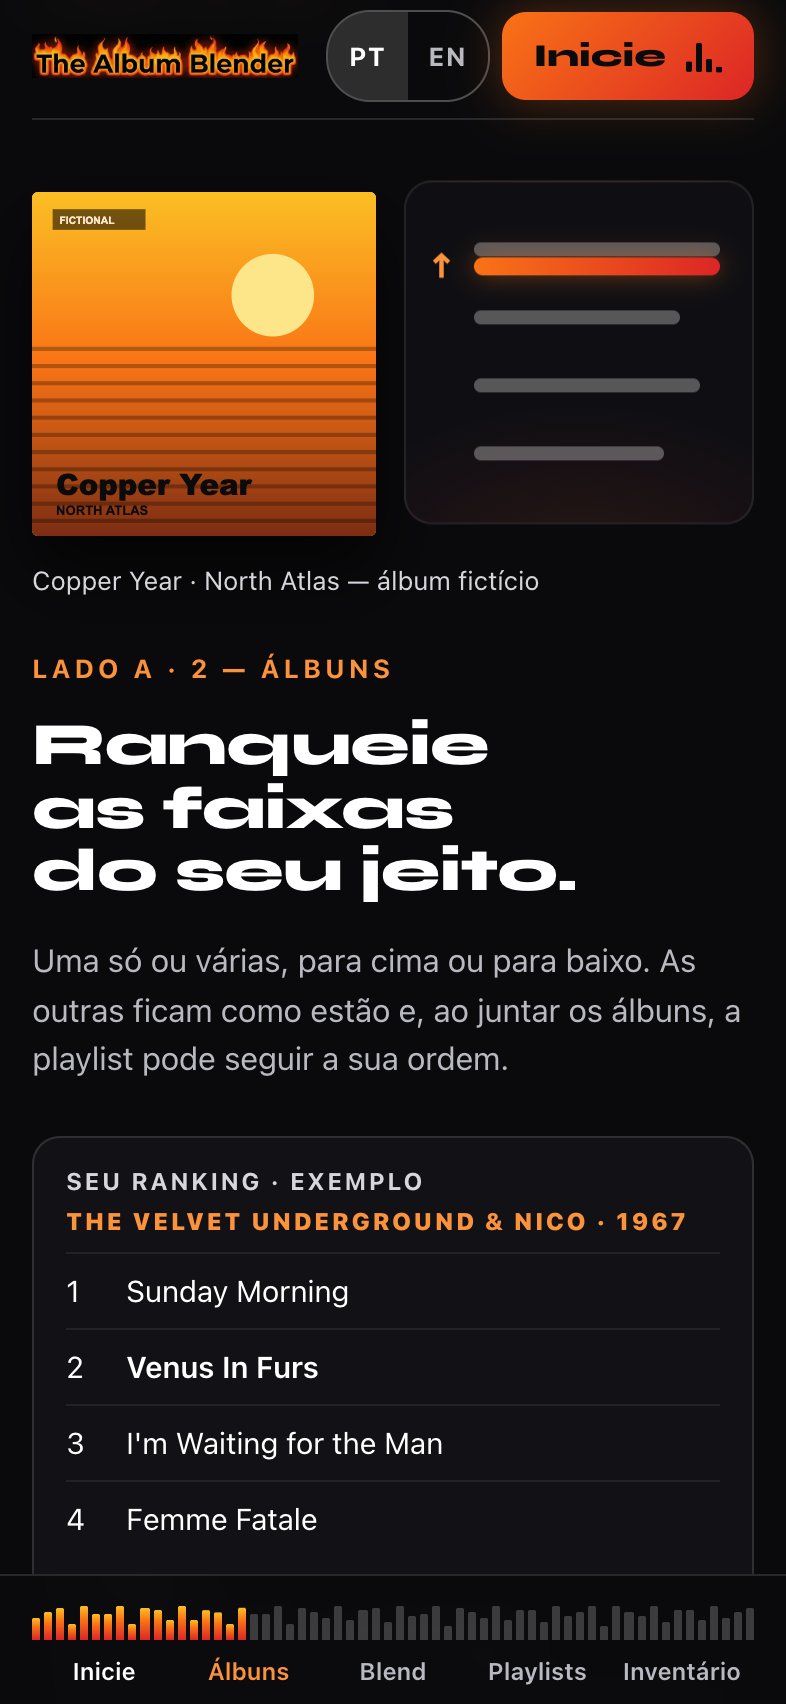 The Album Blender
PT EN
Inicie
FICTIONAL
Copper Year
NORTH ATLAS
↑
Copper Year · North Atlas — álbum fictício
LADO A · 2 — ÁLBUNS
Ranqueie
as faixas
do seu jeito.
Uma só ou várias, para cima ou para baixo. As
outras ficam como estão e, ao juntar os álbuns, a
playlist pode seguir a sua ordem.
SEU RANKING · EXEMPLO
THE VELVET UNDERGROUND & NICO · 1967
1 Sunday Morning
2 Venus In Furs
3 I'm Waiting for the Man
4 Femme Fatale
Inicie Álbuns Blend Playlists Inventário